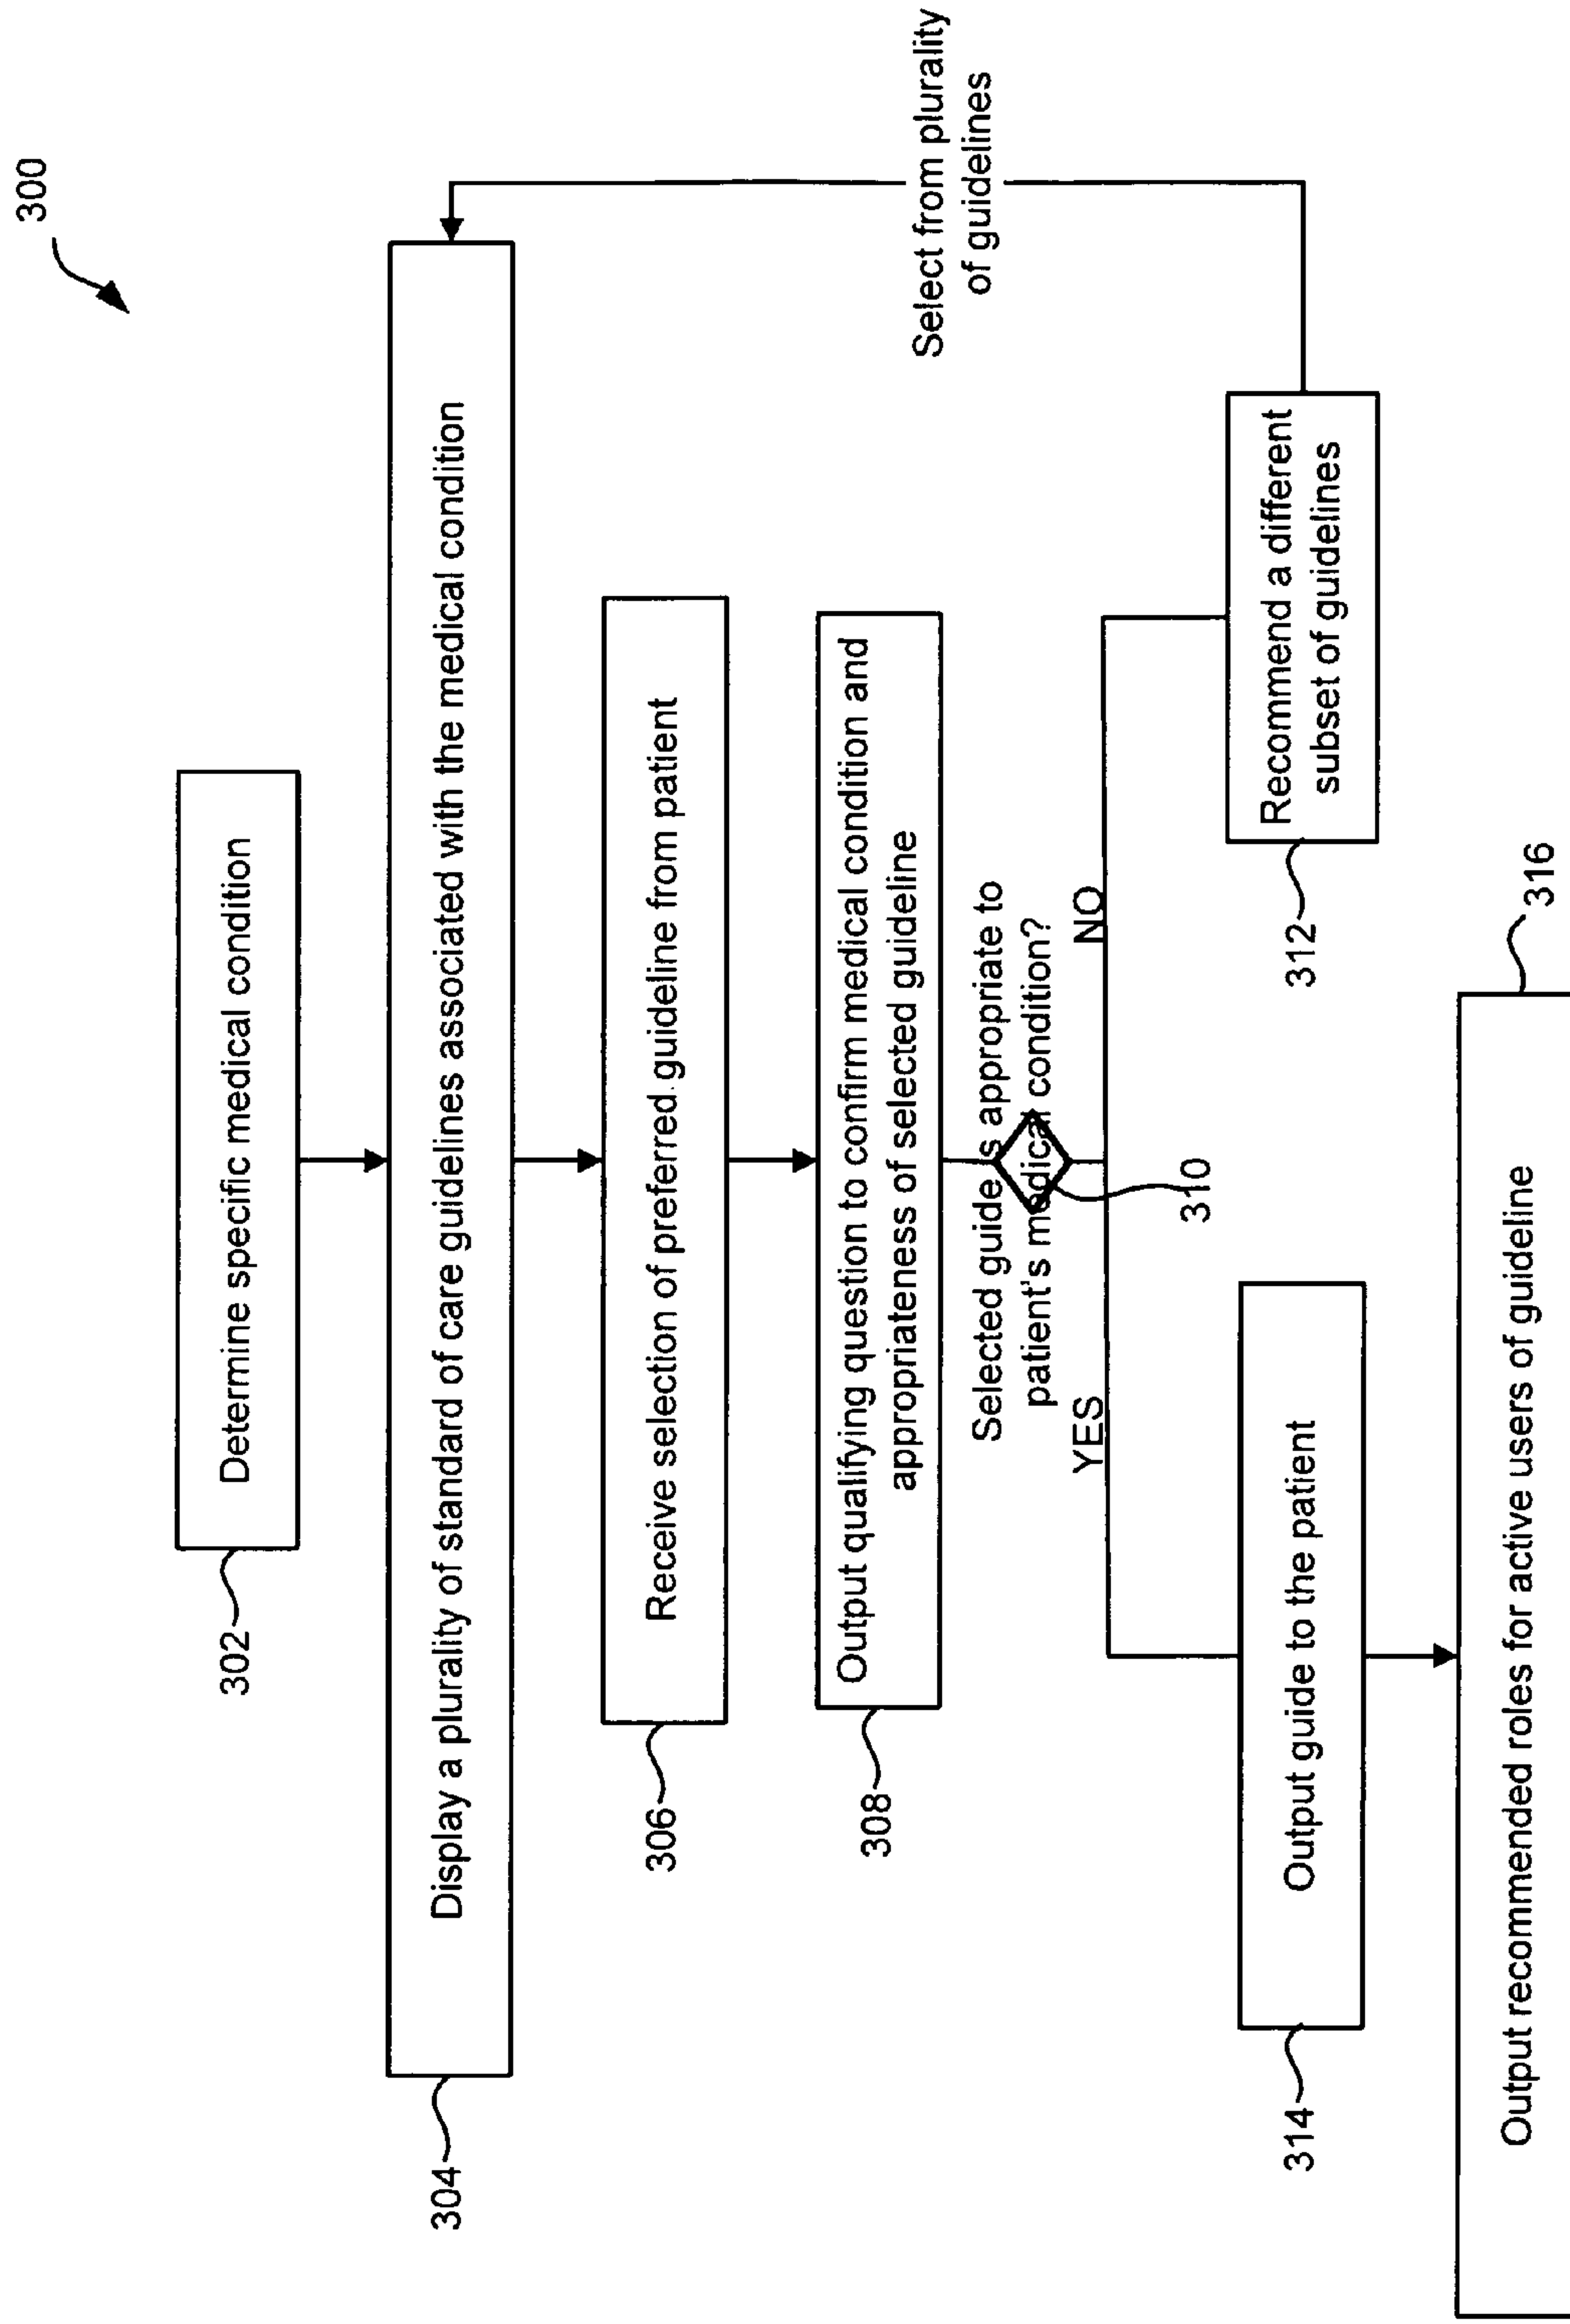 300
Determine specific medical condition
302
Display a plurality of standard of care guidelines associated with the medical condition
304
Receive selection of preferred guideline from patient
306
Output qualifying question to confirm medical condition and
appropriateness of selected guideline
308
Selected guide is appropriate to
patient's medical condition?
310
YES
NO
Select from plurality
of guidelines
Recommend a different
subset of guidelines
312
Output guide to the patient
314
Output recommended roles for active users of guideline
316